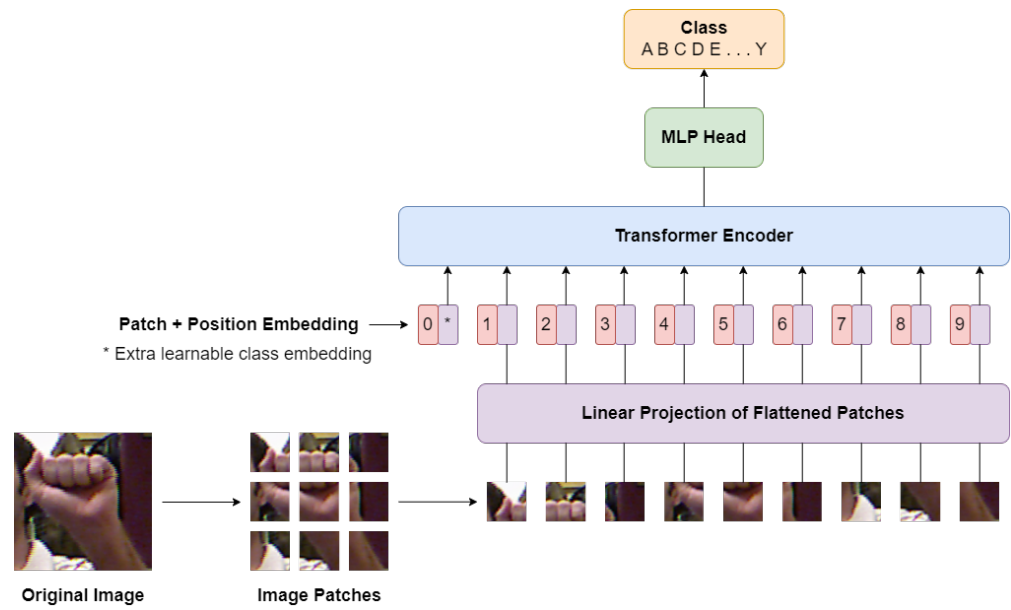 Class
A B C D E . . . Y
MLP Head
Transformer Encoder
Patch + Position Embedding
* Extra learnable class embedding
0 * 1 2 3 4 5 6 7 8 9
Linear Projection of Flattened Patches
Original Image
Image Patches